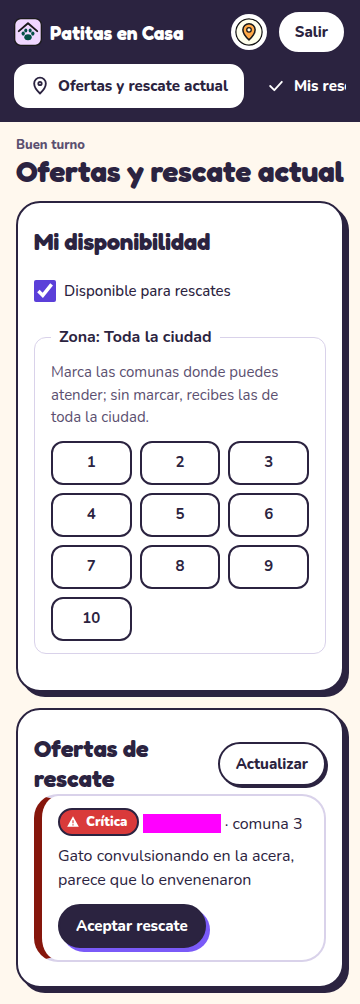 Patitas en Casa
Salir
Ofertas y rescate actual
Mis
Buen turno
Ofertas y rescate actual
Mi disponibilidad
Disponible para rescates
Zona: Toda la ciudad
Marca las comunas donde puedes
atender; sin marcar, recibes las de
toda la ciudad.
1 2 3
4 5 6
7 8 9
10
Ofertas de
rescate
Actualizar
Crítica · comuna 3
Gato convulsionando en la acera,
parece que lo envenenaron
Aceptar rescate